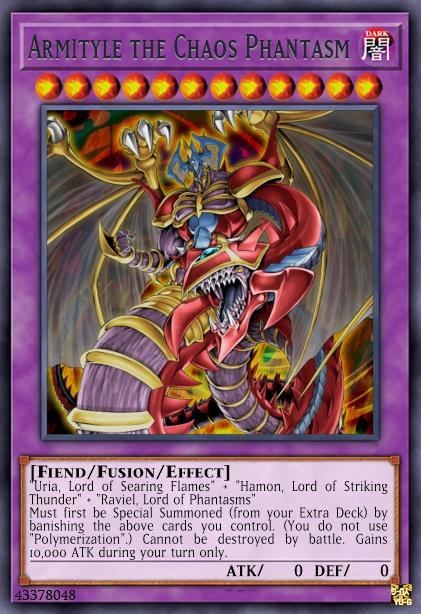 ARMITYLE THE CHAOS PHANTASM
DARK
闇
[FIEND/FUSION/EFFECT]
"Uria, Lord of Searing Flames" + "Hamon, Lord of Striking
Thunder" + "Raviel, Lord of Phantasms"
Must first be Special Summoned (from your Extra Deck) by
banishing the above cards you control. (You do not use
"Polymerization".) Cannot be destroyed by battle. Gains
10,000 ATK during your turn only.
ATK/ 0 DEF/ 0
43378048